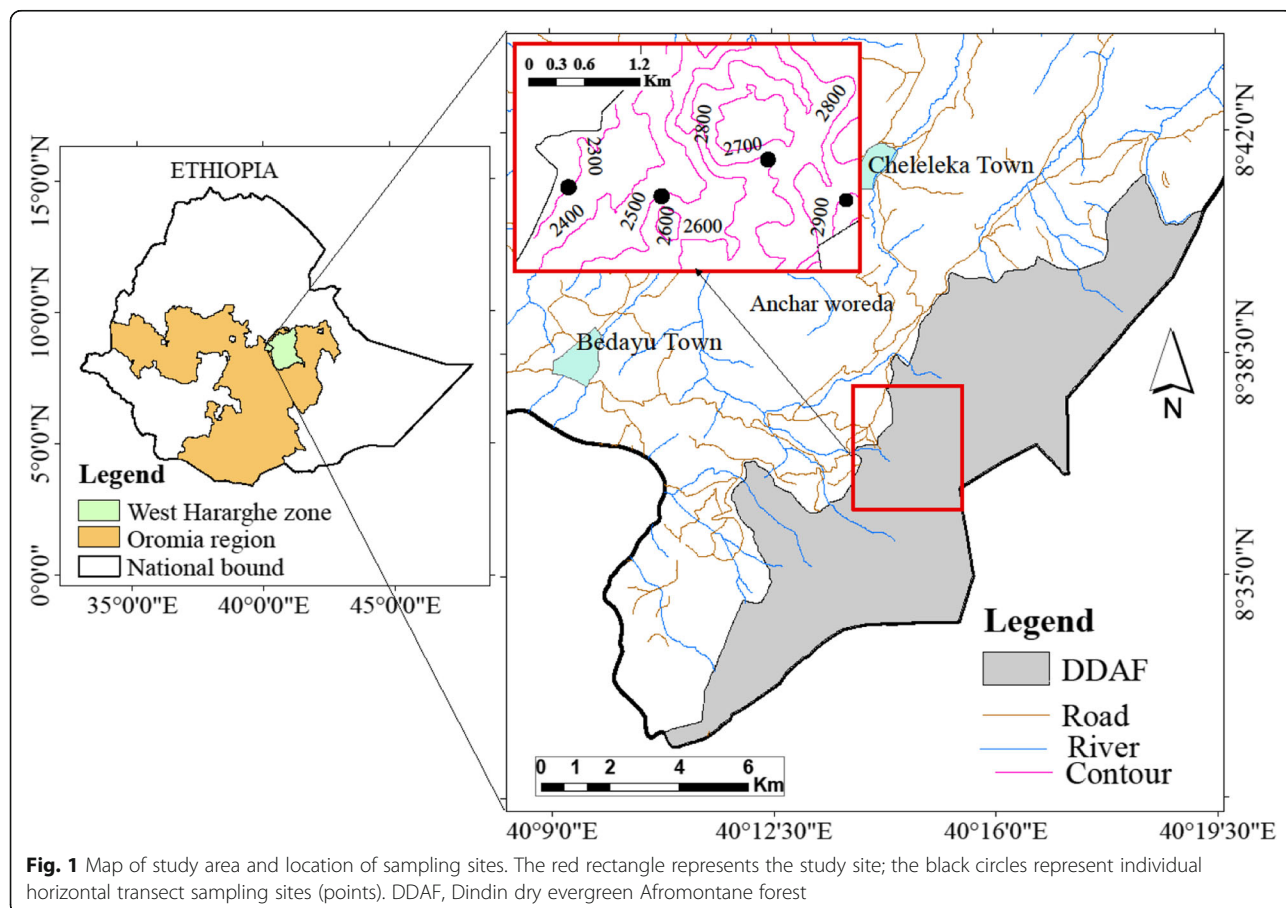 ETHIOPIA
15°0'0"N
10°0'0"N
5°0'0"N
0°0'0"
35°0'0"E 40°0'0"E 45°0'0"E
Legend
West Hararghe zone
Oromia region
National bound
0 0.3 0.6 1.2
Km
2300
2400
2500
2600
2600
2800
2700
2800
2900
Cheleleka Town
Anchar woreda
Bedayu Town
8°42'0"N
8°38'30"N
8°35'0"N
N
Legend
DDAF
Road
River
Contour
0 1 2 4 6
Km
40°9'0"E 40°12'30"E 40°16'0"E 40°19'30"E
Fig. 1 Map of study area and location of sampling sites. The red rectangle represents the study site; the black circles represent individual
horizontal transect sampling sites (points). DDAF, Dindin dry evergreen Afromontane forest